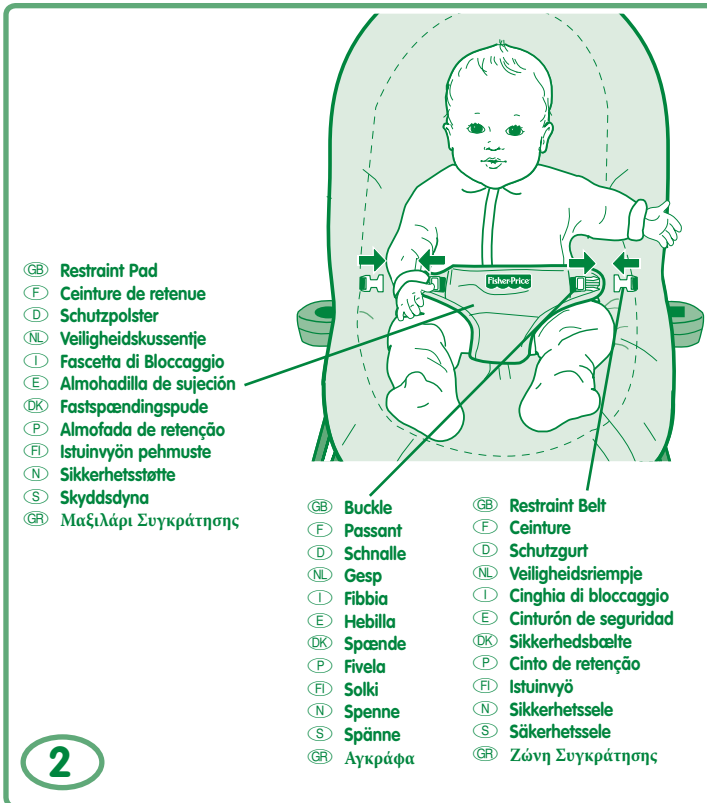 Fisher-Price
GB Restraint Pad
F Ceinture de retenue
D Schutzpolster
NL Veiligheidskussentje
I Fascetta di Bloccaggio
E Almohadilla de sujeción
DK Fastspændingspude
P Almofada de retenção
FI Istuinvyön pehmuste
N Sikkerhetsstøtte
S Skyddsdyna
GR Μαξιλάρι Συγκράτησης
GB Buckle
F Passant
D Schnalle
NL Gesp
I Fibbia
E Hebilla
DK Spænde
P Fivela
FI Solki
N Spenne
S Spänne
GR Αγκράφα
GB Restraint Belt
F Ceinture
D Schutzgurt
NL Veiligheidsriempje
I Cinghia di bloccaggio
E Cinturón de seguridad
DK Sikkerhedsbælte
P Cinto de retenção
FI Istuinvyö
N Sikkerhetssele
S Säkerhetssele
GR Ζώνη Συγκράτησης
2